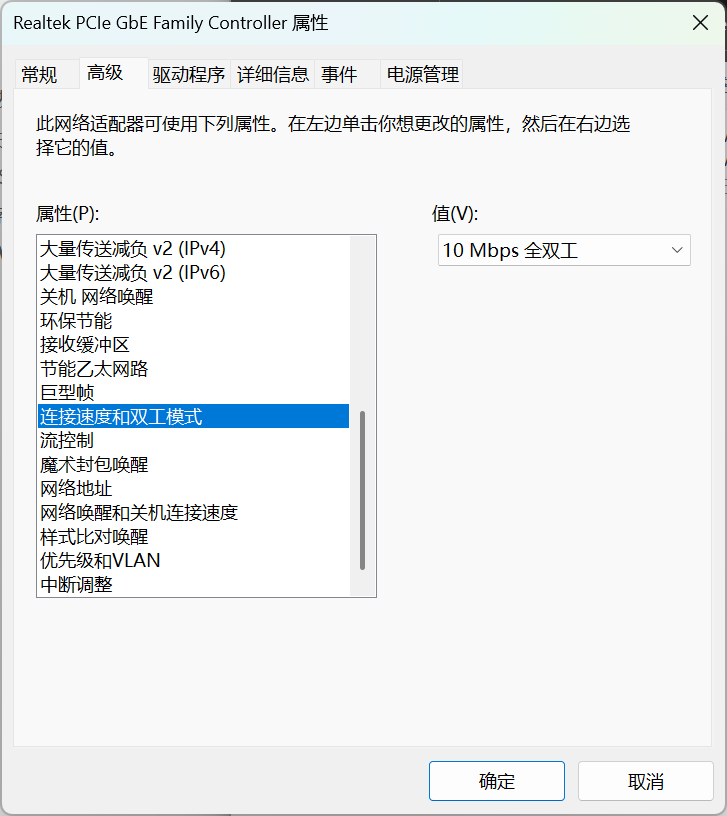 Realtek PCIe GbE Family Controller 属性
常规 高级 驱动程序 详细信息 事件 电源管理
此网络适配器可使用下列属性。在左边单击你想更改的属性，然后在右边选
择它的值。
属性(P): 值(V):
大量传送减负 v2 (IPv4) 10 Mbps 全双工
大量传送减负 v2 (IPv6)
关机 网络唤醒
环保节能
接收缓冲区
节能乙太网路
巨型帧
连接速度和双工模式
流控制
魔术封包唤醒
网络地址
网络唤醒和关机连接速度
样式比对唤醒
优先级和VLAN
中断调整
确定 取消